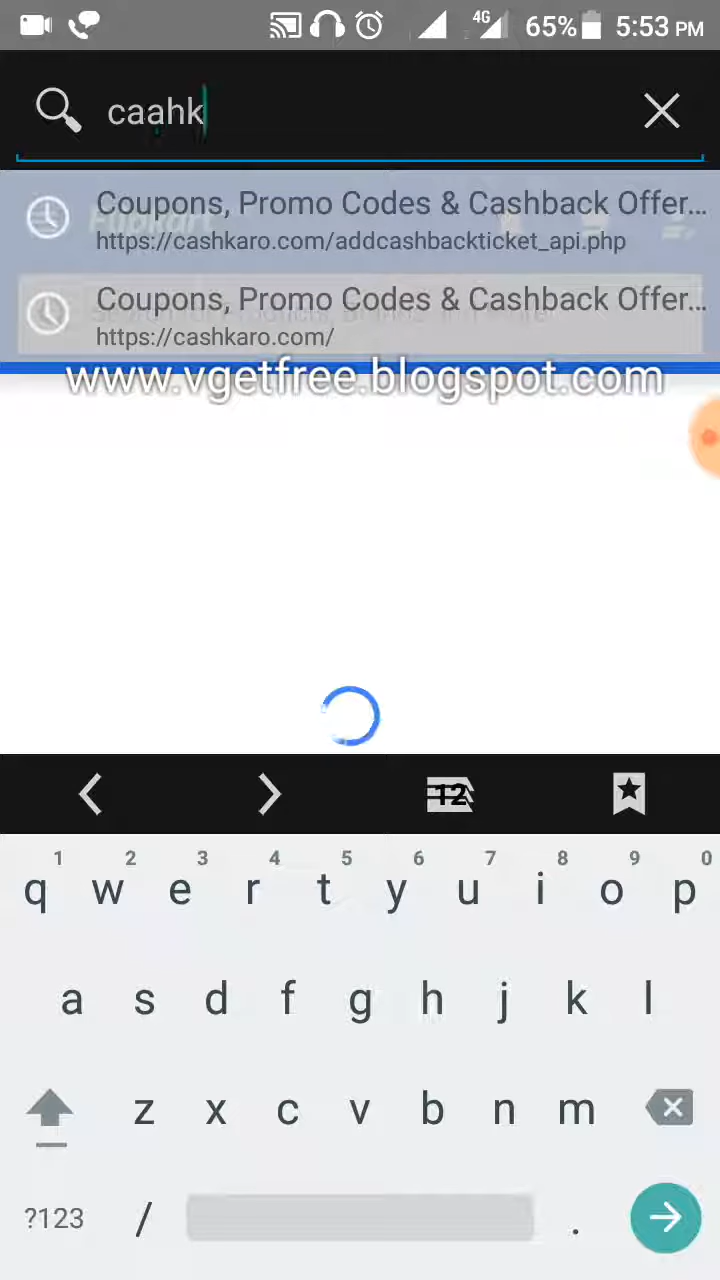 4G 65% 5:53 PM
caahk
Coupons, Promo Codes & Cashback Offer...
https://cashkaro.com/addcashbackticket_api.php
Flipkart
Coupons, Promo Codes & Cashback Offer...
https://cashkaro.com/
www.vgetfree.blogspot.com
12
1 2 3 4 5 6 7 8 9 0
q w e r t y u i o p
a s d f g h j k l
z x c v b n m
?123 / .